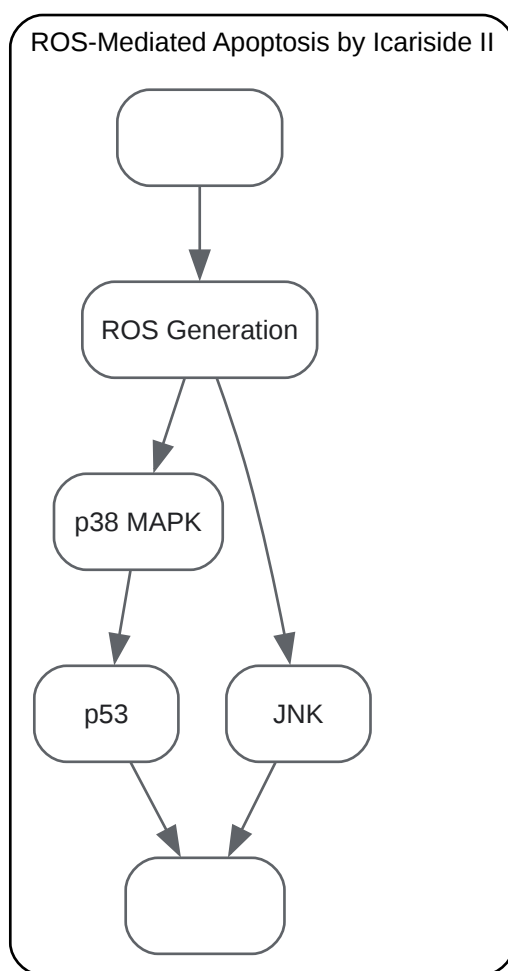 ROS-Mediated Apoptosis by Icariside II
ROS Generation
p38 MAPK
p53
JNK